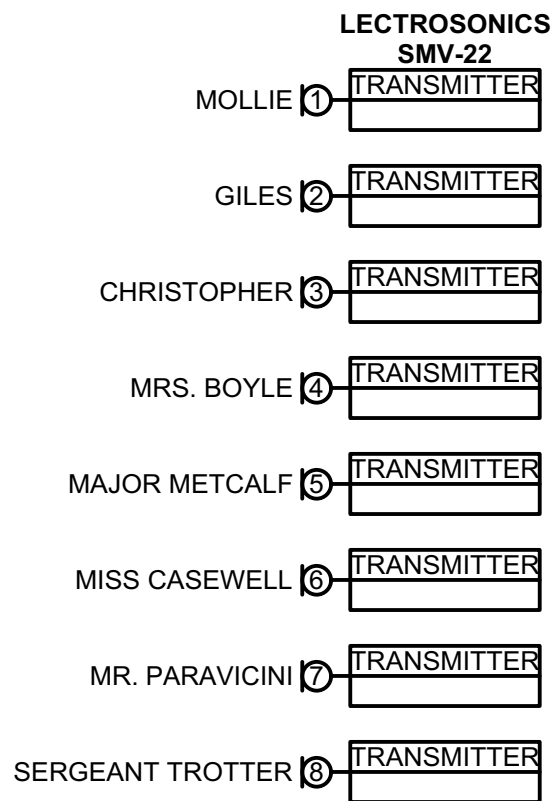 LECTROSONICS
SMV-22
MOLLIE 1 TRANSMITTER
GILES 2 TRANSMITTER
CHRISTOPHER 3 TRANSMITTER
MRS. BOYLE 4 TRANSMITTER
MAJOR METCALF 5 TRANSMITTER
MISS CASEWELL 6 TRANSMITTER
MR. PARAVICINI 7 TRANSMITTER
SERGEANT TROTTER 8 TRANSMITTER